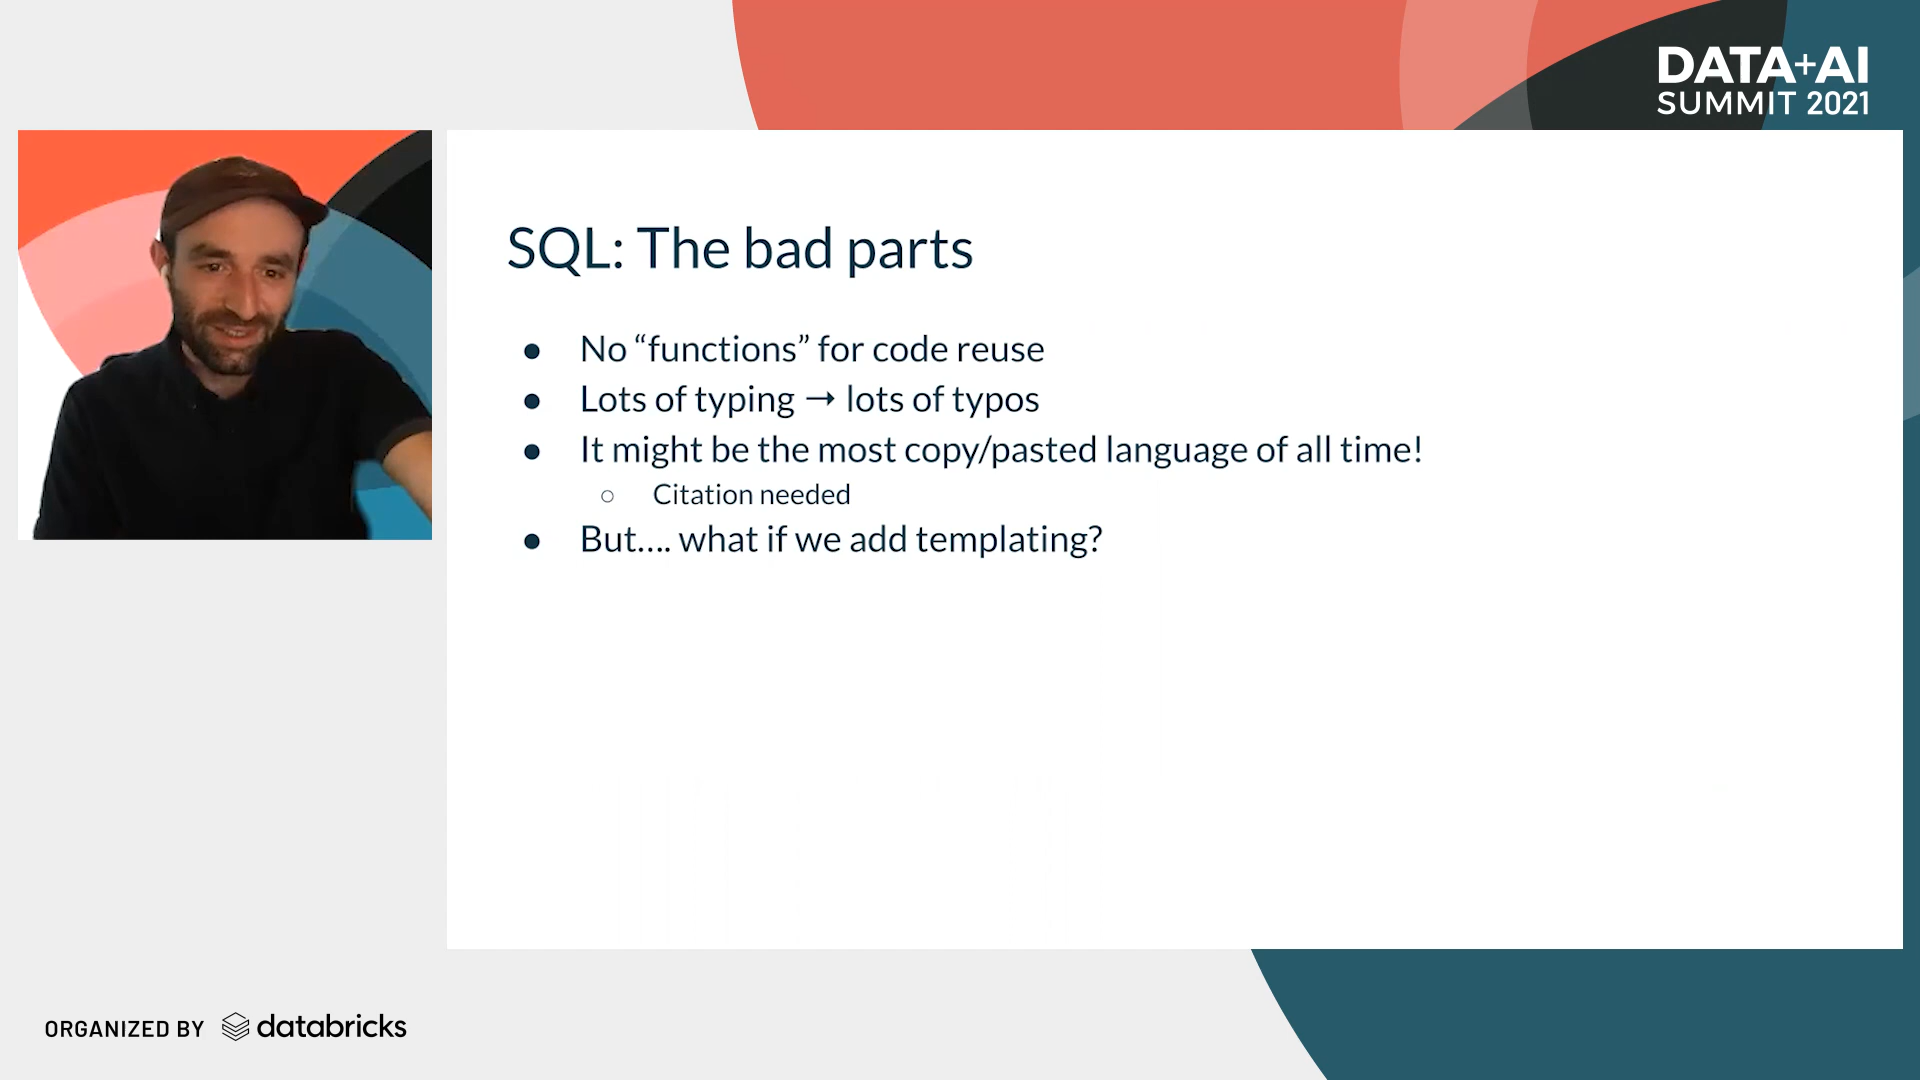 DATA+AI
SUMMIT 2021
SQL: The bad parts
● No “functions” for code reuse
● Lots of typing → lots of typos
● It might be the most copy/pasted language of all time!
○ Citation needed
● But.... what if we add templating?
ORGANIZED BY databricks